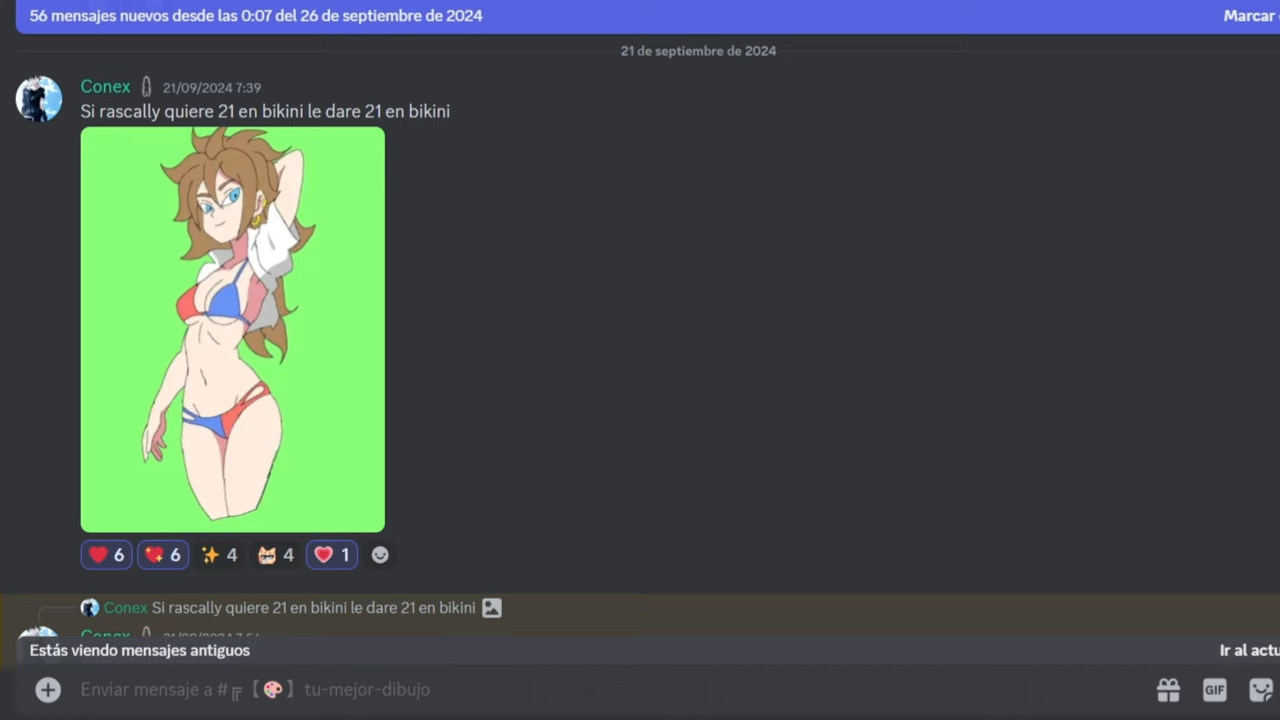 56 mensajes nuevos desde las 0:07 del 26 de septiembre de 2024 Marcar
21 de septiembre de 2024
Conex 21/09/2024 7:39
Si rascally quiere 21 en bikini le dare 21 en bikini
6 6 4 4 1
Conex Si rascally quiere 21 en bikini le dare 21 en bikini
Conex
Estás viendo mensajes antiguos Ir al actu
Enviar mensaje a #╔【🎨】tu-mejor-dibujo
GIF